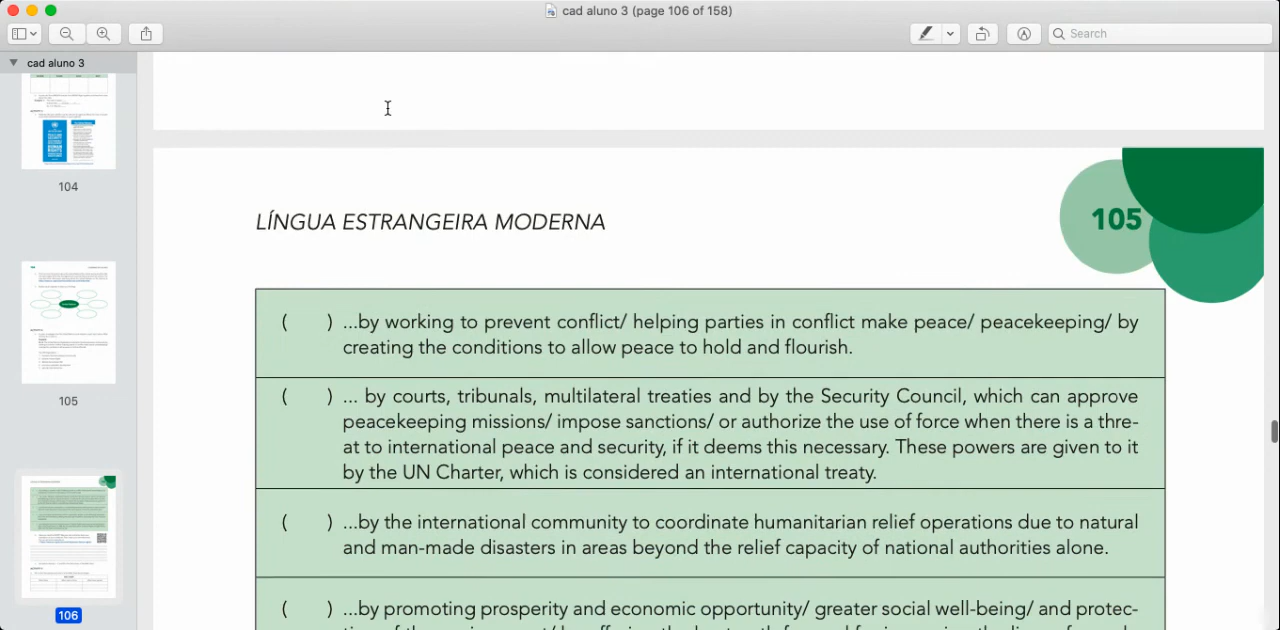 cad aluno 3 (page 106 of 158)
Search
cad aluno 3
104
105
106
LÍNGUA ESTRANGEIRA MODERNA
105
( ) ...by working to prevent conflict/ helping parties in conflict make peace/ peacekeeping/ by
creating the conditions to allow peace to hold and flourish.
( ) ... by courts, tribunals, multilateral treaties and by the Security Council, which can approve
peacekeeping missions/ impose sanctions/ or authorize the use of force when there is a thre-
at to international peace and security, if it deems this necessary. These powers are given to it
by the UN Charter, which is considered an international treaty.
( ) ...by the international community to coordinate humanitarian relief operations due to natural
and man-made disasters in areas beyond the relief capacity of national authorities alone.
( ) ...by promoting prosperity and economic opportunity/ greater social well-being/ and protec-